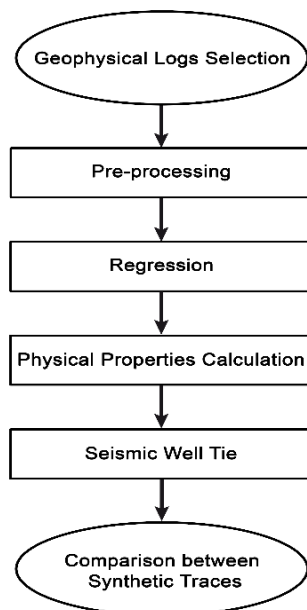 Geophysical Logs Selection
Pre-processing
Regression
Physical Properties Calculation
Seismic Well Tie
Comparison between
Synthetic Traces